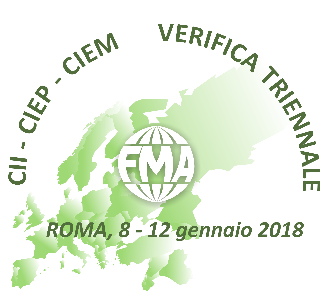 CII - CIEP - CIEM
VERIFICA TRIENNALE
FMA
ROMA, 8 - 12 gennaio 2018